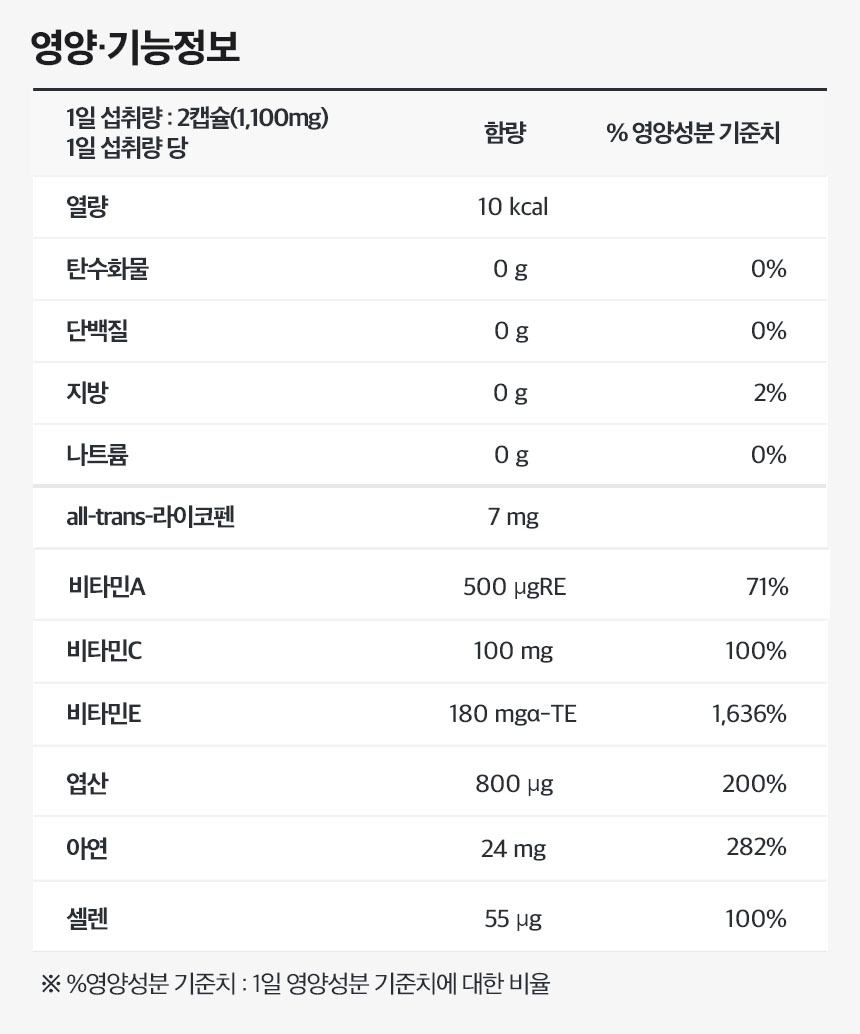 영양·기능정보
1일 섭취량 : 2캡슐(1,100mg)
1일 섭취량 당 함량 % 영양성분 기준치
열량 10 kcal
탄수화물 0 g 0%
단백질 0 g 0%
지방 0 g 2%
나트륨 0 g 0%
all-trans-라이코펜 7 mg
비타민A 500 μgRE 71%
비타민C 100 mg 100%
비타민E 180 mgα-TE 1,636%
엽산 800 μg 200%
아연 24 mg 282%
셀렌 55 μg 100%
※ %영양성분 기준치 : 1일 영양성분 기준치에 대한 비율